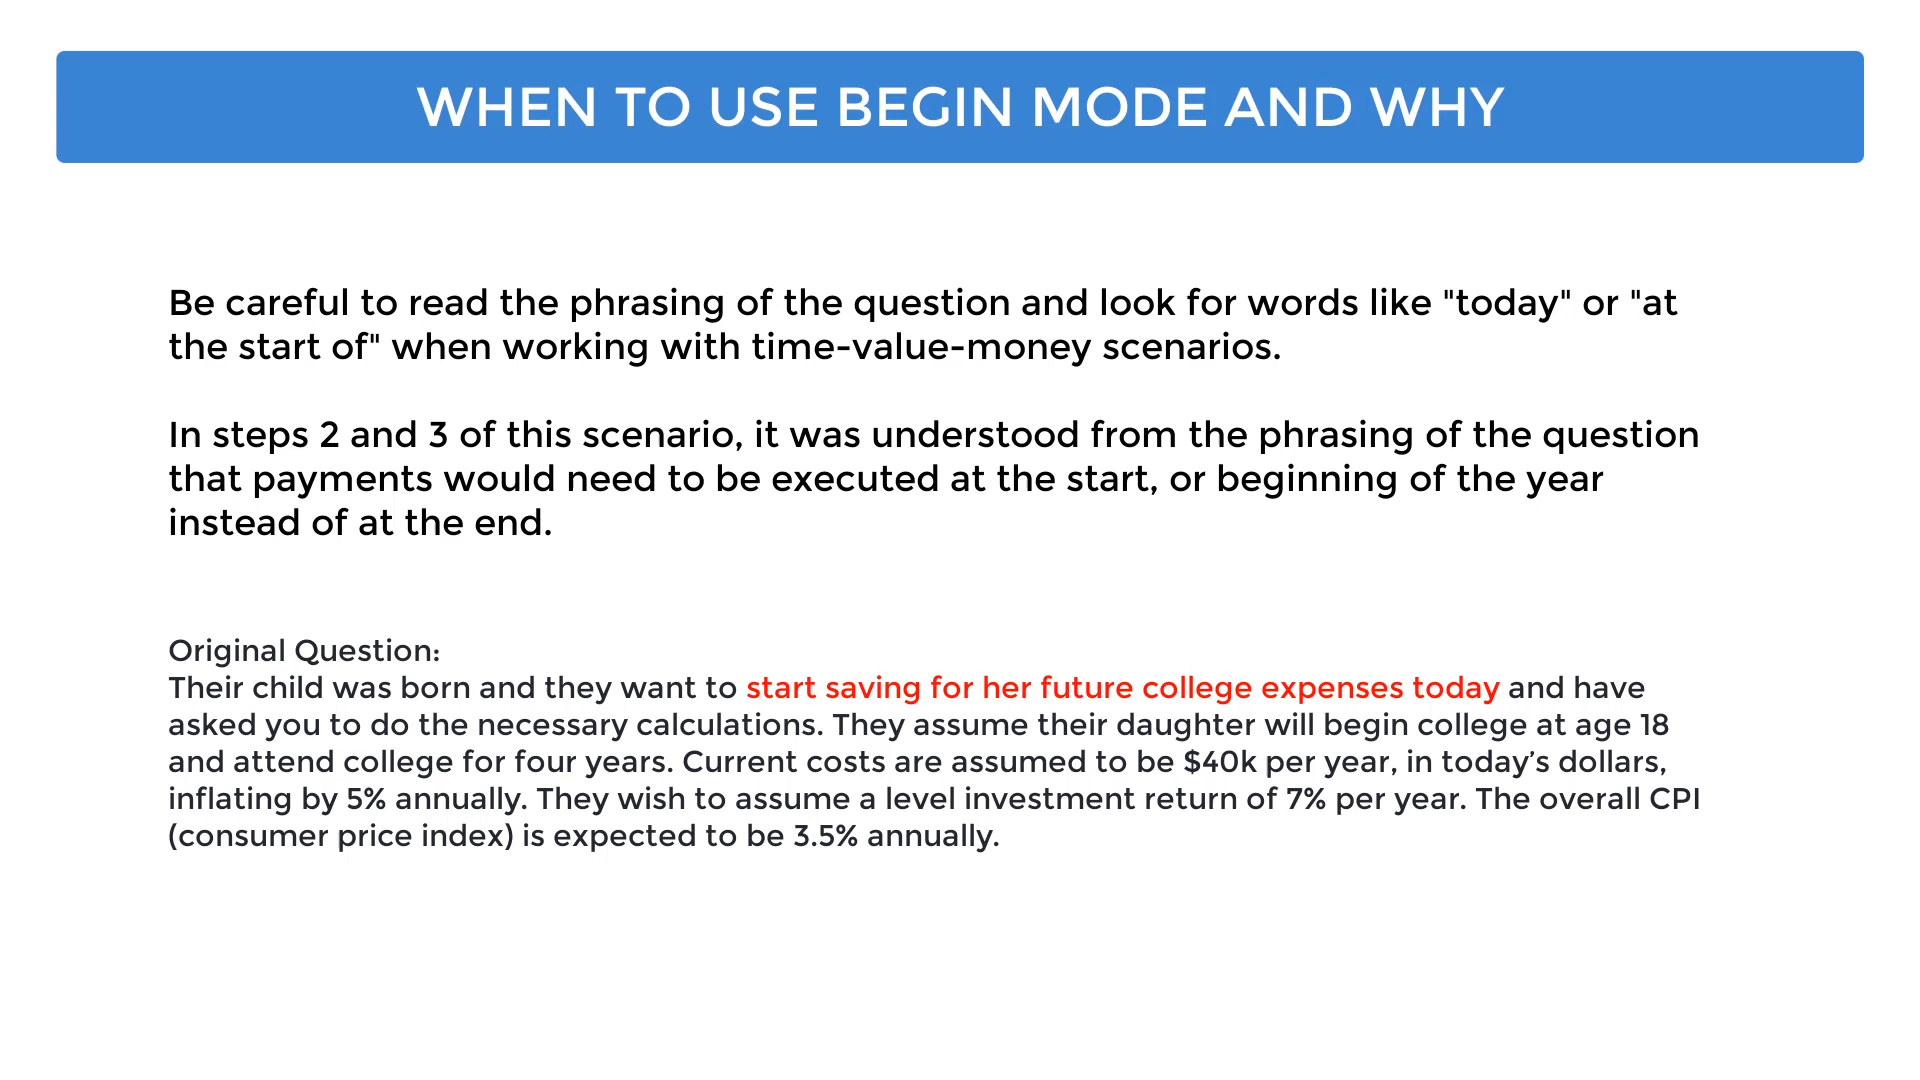 WHEN TO USE BEGIN MODE AND WHY
Be careful to read the phrasing of the question and look for words like "today" or "at
the start of" when working with time-value-money scenarios.
In steps 2 and 3 of this scenario, it was understood from the phrasing of the question
that payments would need to be executed at the start, or beginning of the year
instead of at the end.
Original Question:
Their child was born and they want to start saving for her future college expenses today and have
asked you to do the necessary calculations. They assume their daughter will begin college at age 18
and attend college for four years. Current costs are assumed to be $40k per year, in today’s dollars,
inflating by 5% annually. They wish to assume a level investment return of 7% per year. The overall CPI
(consumer price index) is expected to be 3.5% annually.